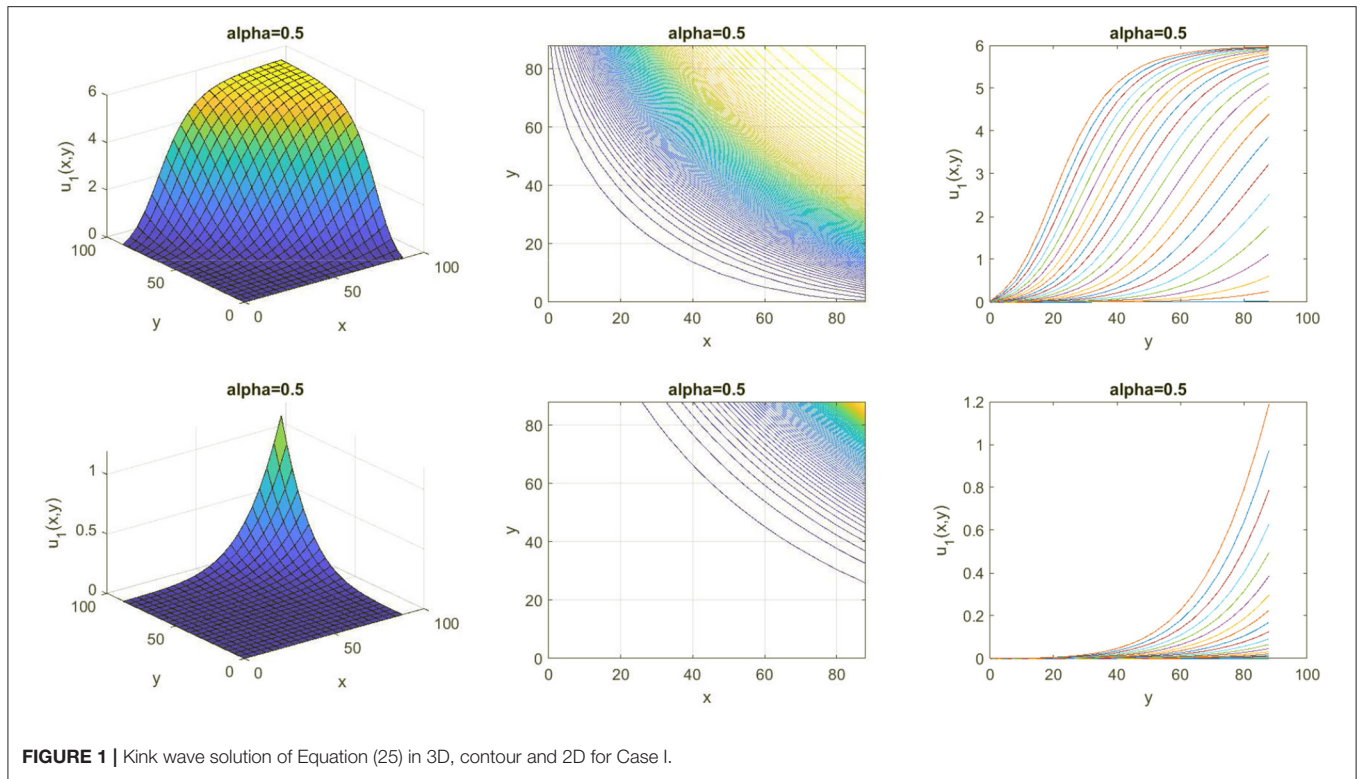 alpha=0.5
u1(x,y)
6
4
2
0
100
50
0
y
0
50
100
x
alpha=0.5
y
80
60
40
20
0
0 20 40 60 80
x
alpha=0.5
u1(x,y)
6
5
4
3
2
1
0
0 20 40 60 80 100
y
alpha=0.5
u1(x,y)
1
0.5
0
100
50
0
y
0
50
100
x
alpha=0.5
y
80
60
40
20
0
0 20 40 60 80
x
alpha=0.5
u1(x,y)
1.2
1
0.8
0.6
0.4
0.2
0
0 20 40 60 80 100
y
FIGURE 1 | Kink wave solution of Equation (25) in 3D, contour and 2D for Case I.